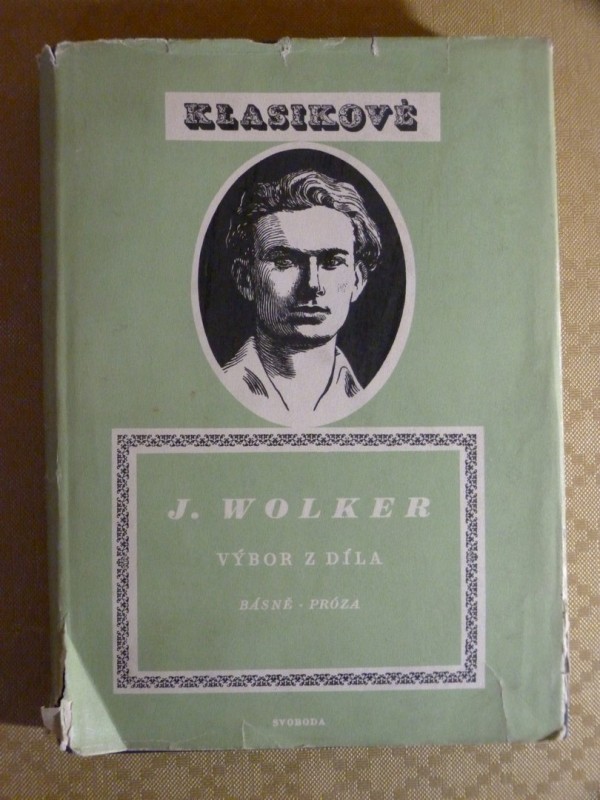 KLASIKOVÉ
J. WOLKER
VÝBOR Z DÍLA
BÁSNĚ - PRÓZA
SVOBODA